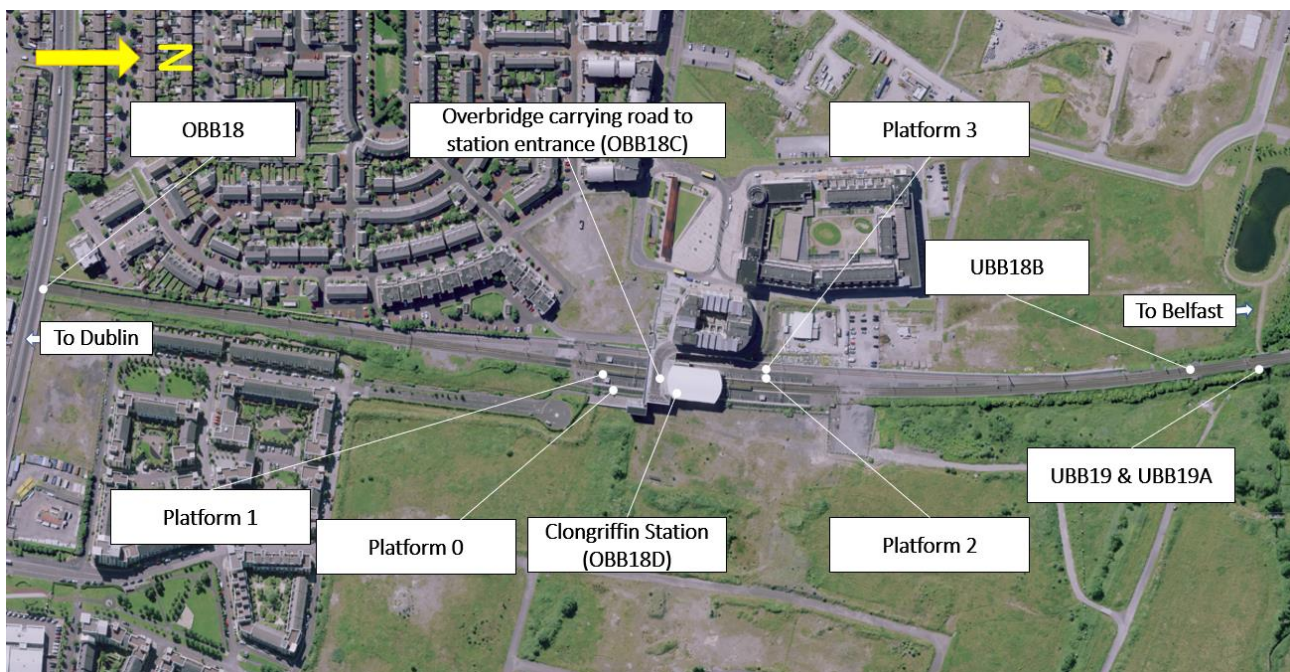 N
OBB18
Overbridge carrying road to
station entrance (OBB18C)
Platform 3
UBB18B
To Dublin
To Belfast
Platform 1
Platform 0
Clongriffin Station
(OBB18D)
Platform 2
UBB19 & UBB19A